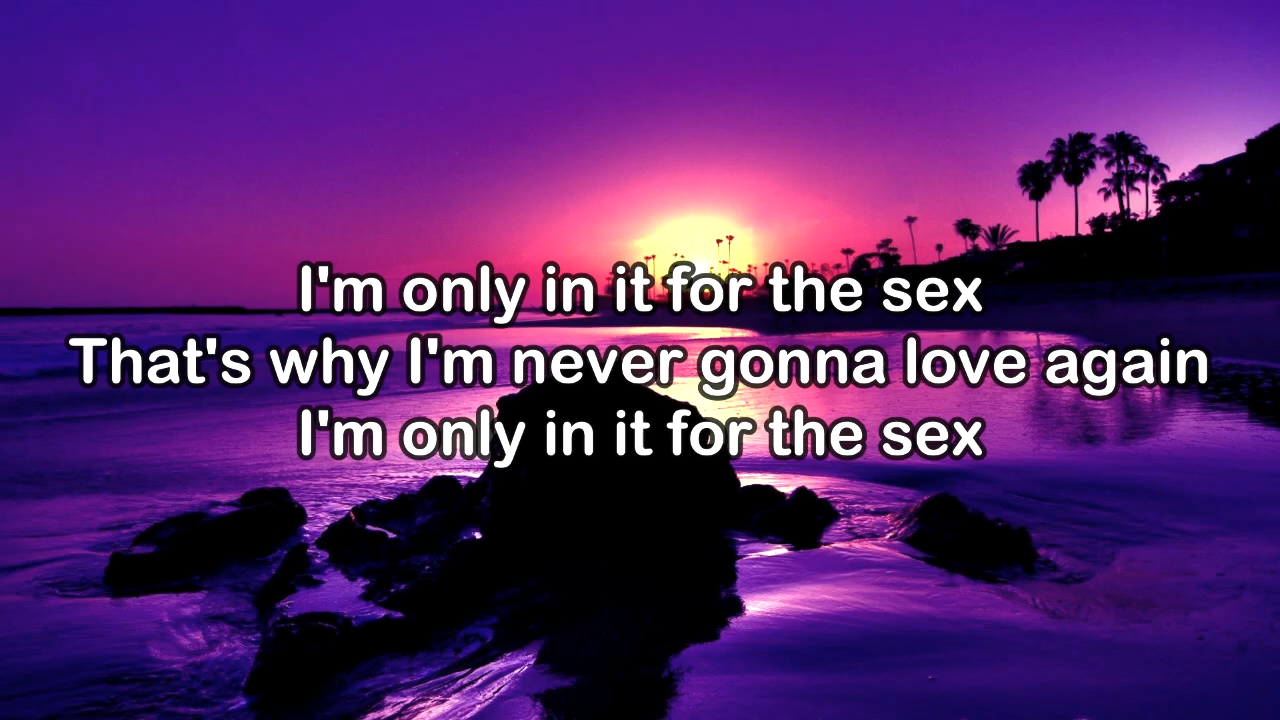 I'm only in it for the sex
That's why I'm never gonna love again
I'm only in it for the sex